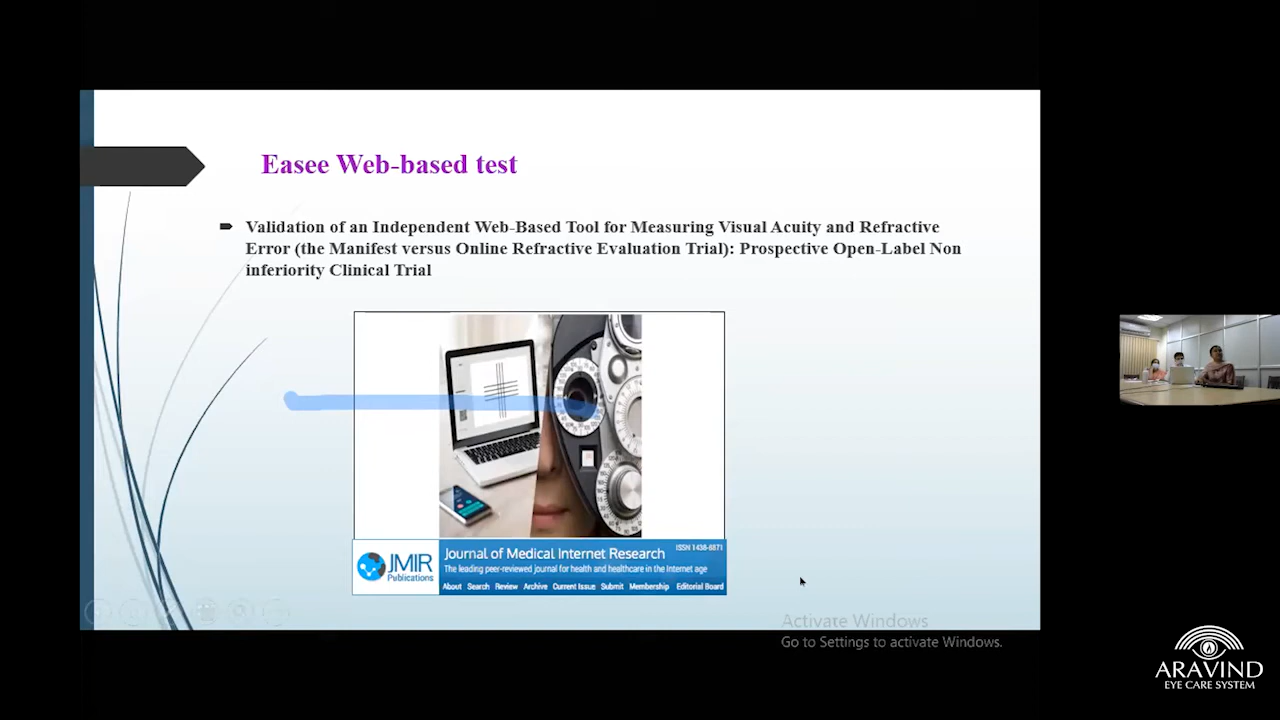 Easee Web-based test
Validation of an Independent Web-Based Tool for Measuring Visual Acuity and Refractive
Error (the Manifest versus Online Refractive Evaluation Trial): Prospective Open-Label Non
inferiority Clinical Trial
JMIR
Publications
Journal of Medical Internet Research
ISSN 1438-8871
The leading peer-reviewed journal for health and healthcare in the Internet age
About Search Review Archive Current Issue Submit Membership Editorial Board
Activate Windows
Go to Settings to activate Windows.
ARAVIND
EYE CARE SYSTEM